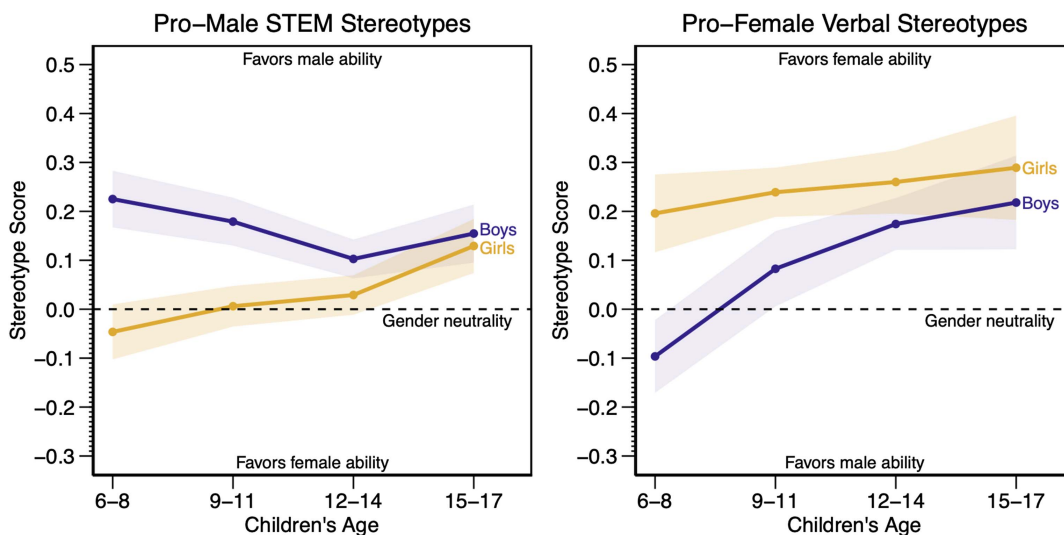 Pro−Male STEM Stereotypes
Favors male ability
Stereotype Score
0.5
0.4
0.3
0.2
0.1
0.0
−0.1
−0.2
−0.3
Boys
Girls
Gender neutrality
Favors female ability
6−8
9−11
12−14
15−17
Children's Age
Pro−Female Verbal Stereotypes
Favors female ability
Stereotype Score
0.5
0.4
0.3
0.2
0.1
0.0
−0.1
−0.2
−0.3
Girls
Boys
Gender neutrality
Favors male ability
6−8
9−11
12−14
15−17
Children's Age